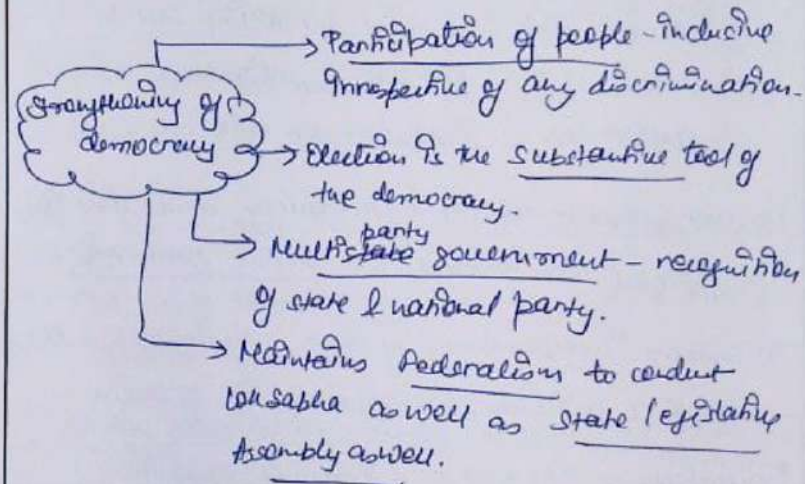 Participation of people - inclusive
irrespective of any discrimination.
Strengthening of
democracy
Election is the substantive tool of
the democracy.
party
Multistate government - recognition
of state & national party.
Maintains Federalism to conduct
Loksabha as well as state legislative
Assembly aswell.